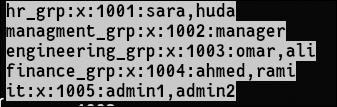 hr_grp:x:1001:sara,huda
managment_grp:x:1002:manager
engineering_grp:x:1003:omar,ali
finance_grp:x:1004:ahmed,rami
it:x:1005:admin1,admin2